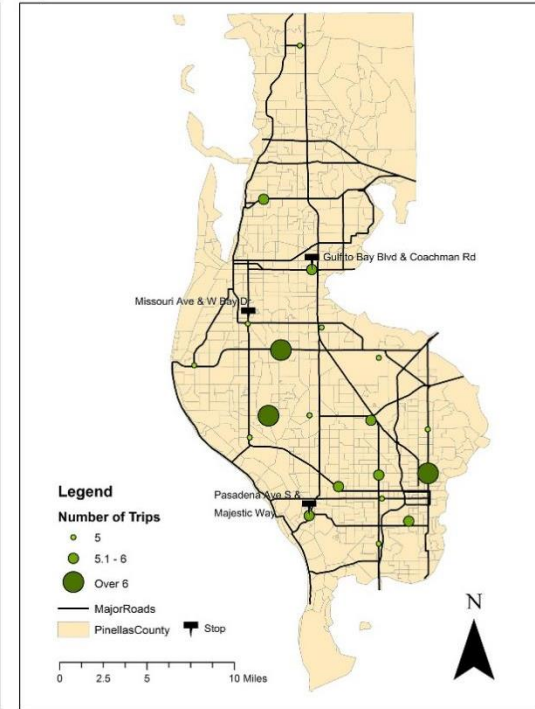 Gulf to Bay Blvd & Coachman Rd
Missouri Ave & W Bay Dr
Pasadena Ave S &
Majestic Way
Legend
Number of Trips
5
5.1 - 6
Over 6
MajorRoads
PinellasCounty
Stop
N
0 2.5 5 10 Miles